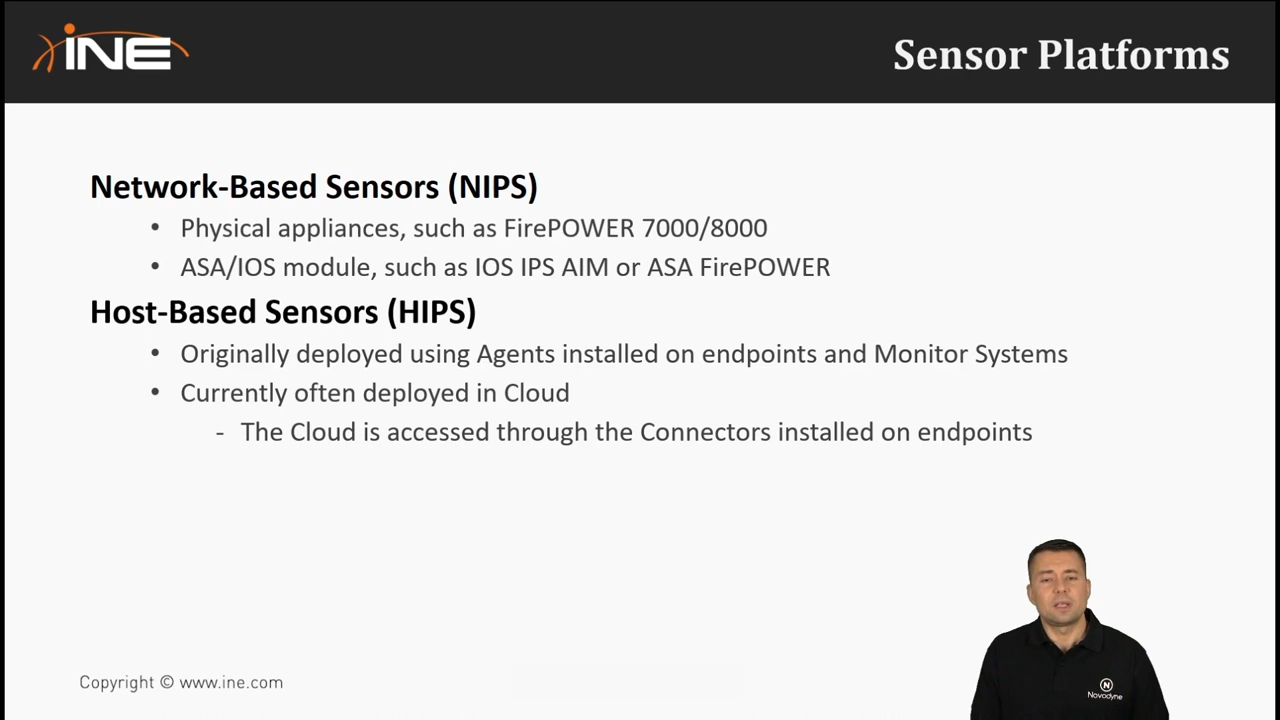 INE
Sensor Platforms
Network-Based Sensors (NIPS)
• Physical appliances, such as FirePOWER 7000/8000
• ASA/IOS module, such as IOS IPS AIM or ASA FirePOWER
Host-Based Sensors (HIPS)
• Originally deployed using Agents installed on endpoints and Monitor Systems
• Currently often deployed in Cloud
- The Cloud is accessed through the Connectors installed on endpoints
Copyright © www.ine.com
N
Novodyne